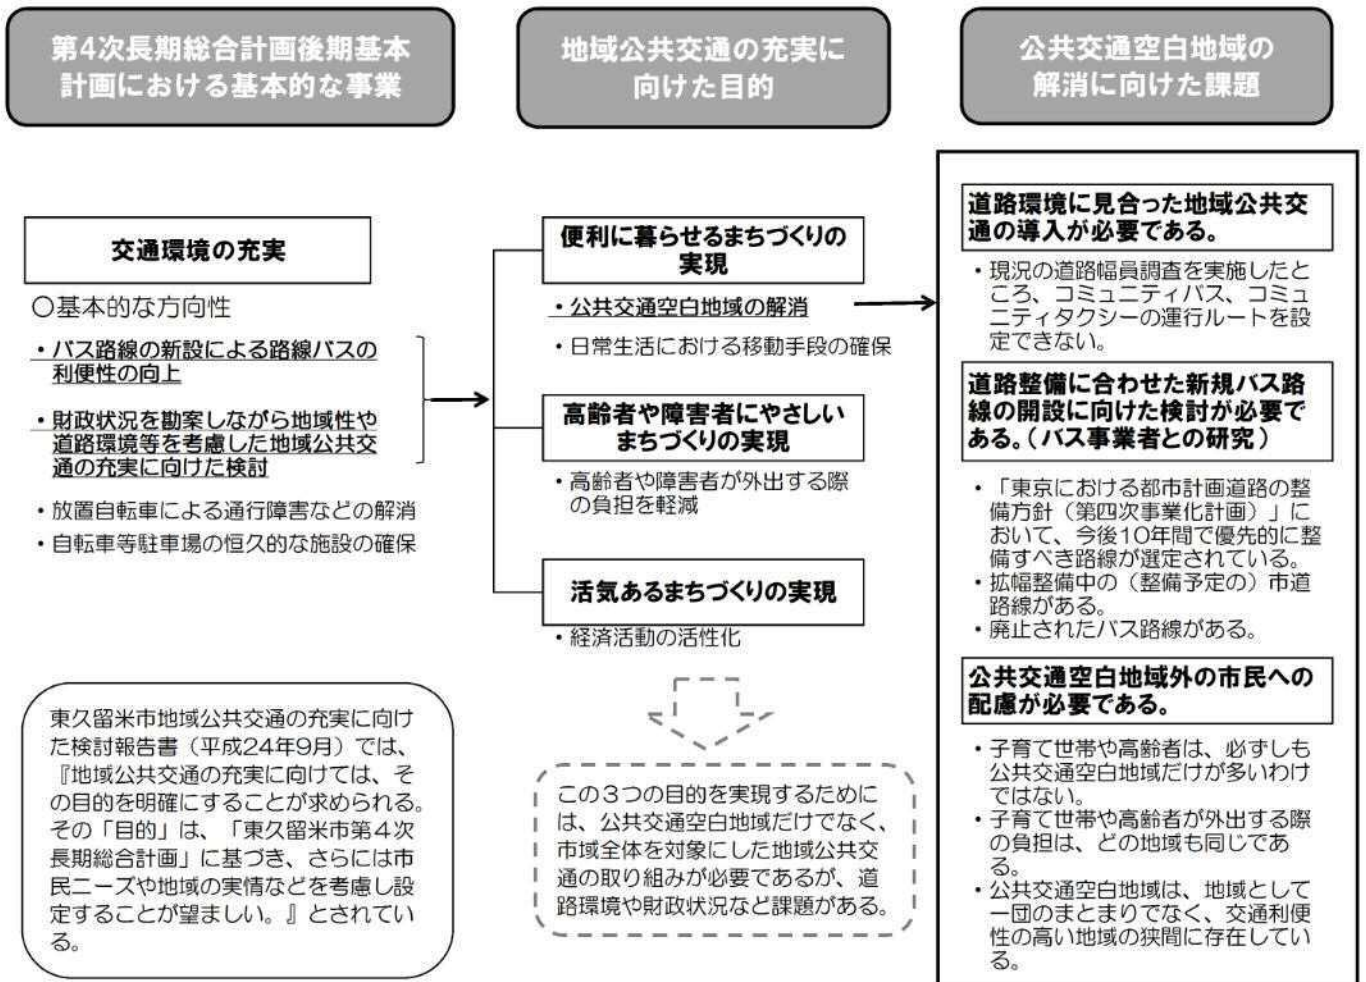 第4次長期総合計画後期基本
計画における基本的な事業
地域公共交通の充実に
向けた目的
公共交通空白地域の
解消に向けた課題
交通環境の充実
〇基本的な方向性
・バス路線の新設による路線バスの
利便性の向上
・財政状況を勘案しながら地域性や
道路環境等を考慮した地域公共交
通の充実に向けた検討
・放置自転車による通行障害などの解消
・自転車等駐車場の恒久的な施設の確保
東久留米市地域公共交通の充実に向け
た検討報告書（平成24年9月）では、
『地域公共交通の充実に向けては、そ
の目的を明確にすることが求められる。
その「目的」は、「東久留米市第４次
長期総合計画」に基づき、さらには市
民ニーズや地域の実情などを考慮し設
定することが望ましい。』とされてい
る。
便利に暮らせるまちづくりの
実現
・公共交通空白地域の解消
・日常生活における移動手段の確保
高齢者や障害者にやさしい
まちづくりの実現
・高齢者や障害者が外出する際
の負担を軽減
活気あるまちづくりの実現
・経済活動の活性化
この３つの目的を実現するために
は、公共交通空白地域だけでなく、
市域全体を対象にした地域公共交
通の取り組みが必要であるが、道
路環境や財政状況など課題がある。
道路環境に見合った地域公共交
通の導入が必要である。
・現況の道路幅員調査を実施したと
ころ、コミュニティバス、コミュ
ニティタクシーの運行ルートを設
定できない。
道路整備に合わせた新規バス路
線の開設に向けた検討が必要で
ある。（バス事業者との研究）
・「東京における都市計画道路の整
備方針（第四次事業化計画）」に
おいて、今後10年間で優先的に整
備すべき路線が選定されている。
・拡幅整備中の（整備予定の）市道
路線がある。
・廃止されたバス路線がある。
公共交通空白地域外の市民への
配慮が必要である。
・子育て世帯や高齢者は、必ずしも
公共交通空白地域だけが多いわけ
ではない。
・子育て世帯や高齢者が外出する際
の負担は、どの地域も同じであ
る。
・公共交通空白地域は、地域として
一団のまとまりでなく、交通利便
性の高い地域の狭間に存在してい
る。